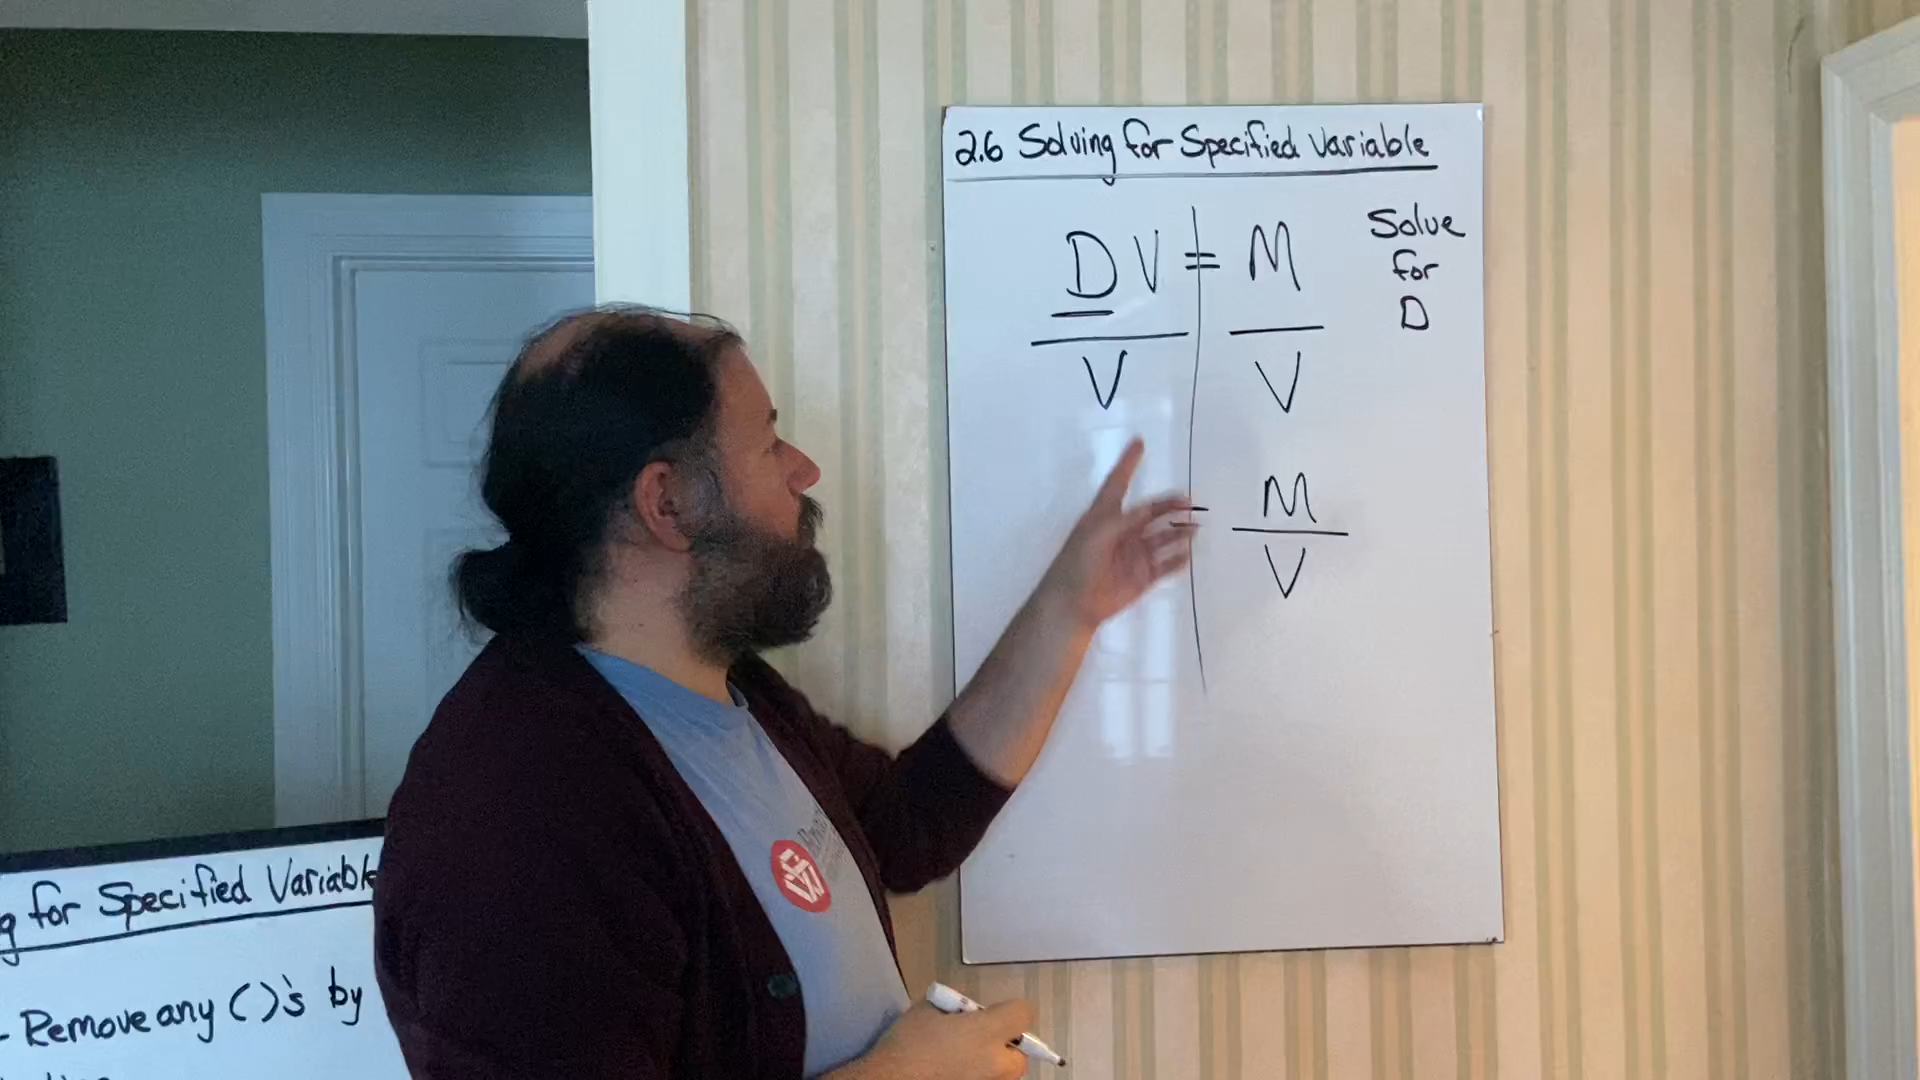 2.6 Solving for Specified Variable
DV = M
V V
Solve
for
D
= M
V
g for Specified Variable
- Remove any ( )'s by